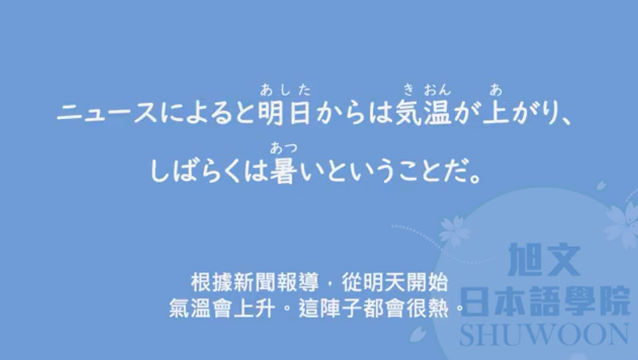 ニュースによると明日からは気温が上がり、
あした きおん あ
しばらくは暑いということだ。
あつ
根據新聞報導，從明天開始
氣溫會上升。這陣子都會很熱。
旭文
日本語學院
SHUWOON